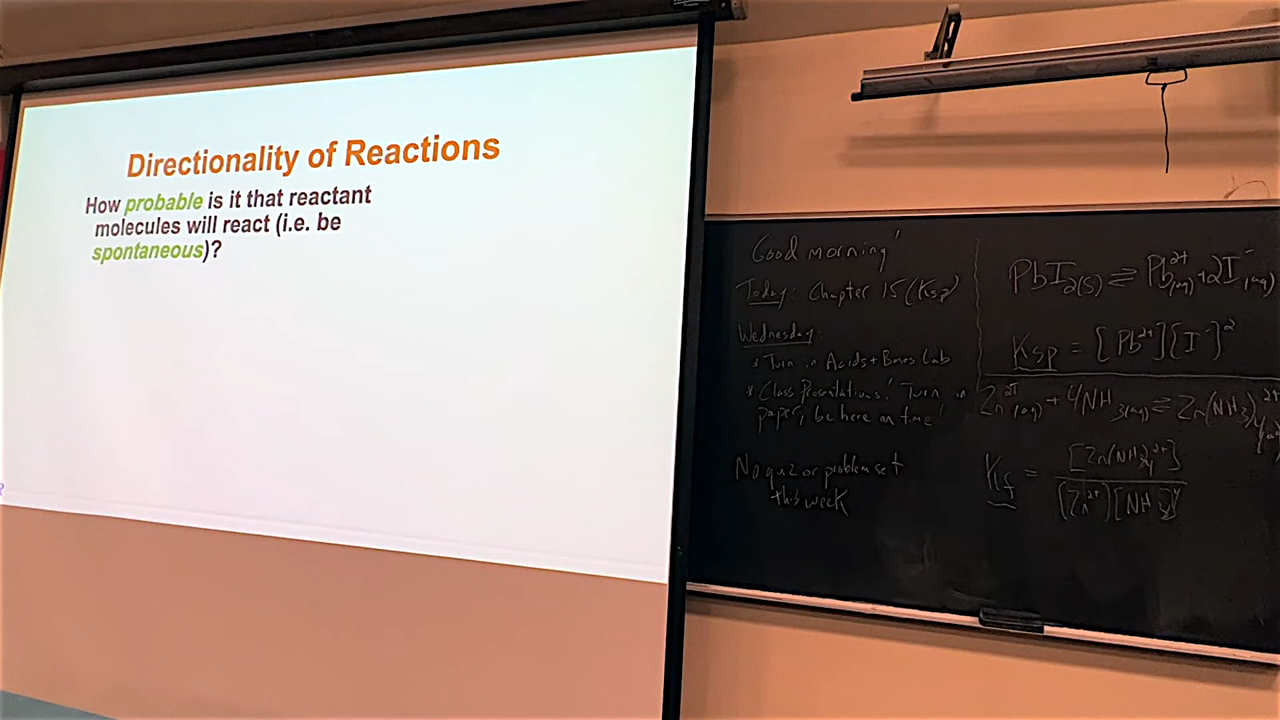 Directionality of Reactions
How probable is it that reactant
molecules will react (i.e. be
spontaneous)?
Good morning!
Today: Chapter 15 (Ksp)
Wednesday:
* Turn in Acids + Bases Lab
* Class Presentations! Turn in
paper, be here on time!
No quiz or problem set
this week
PbI₂(s) ⇌ Pb²⁺(aq) + 2I⁻(aq)
Ksp = [Pb²⁺][I⁻]²
Zn²⁺(aq) + 4NH₃(aq) ⇌ Zn(NH₃)₄²⁺(aq)
Kf = [Zn(NH₃)₄²⁺]
[Zn²⁺][NH₃]⁴